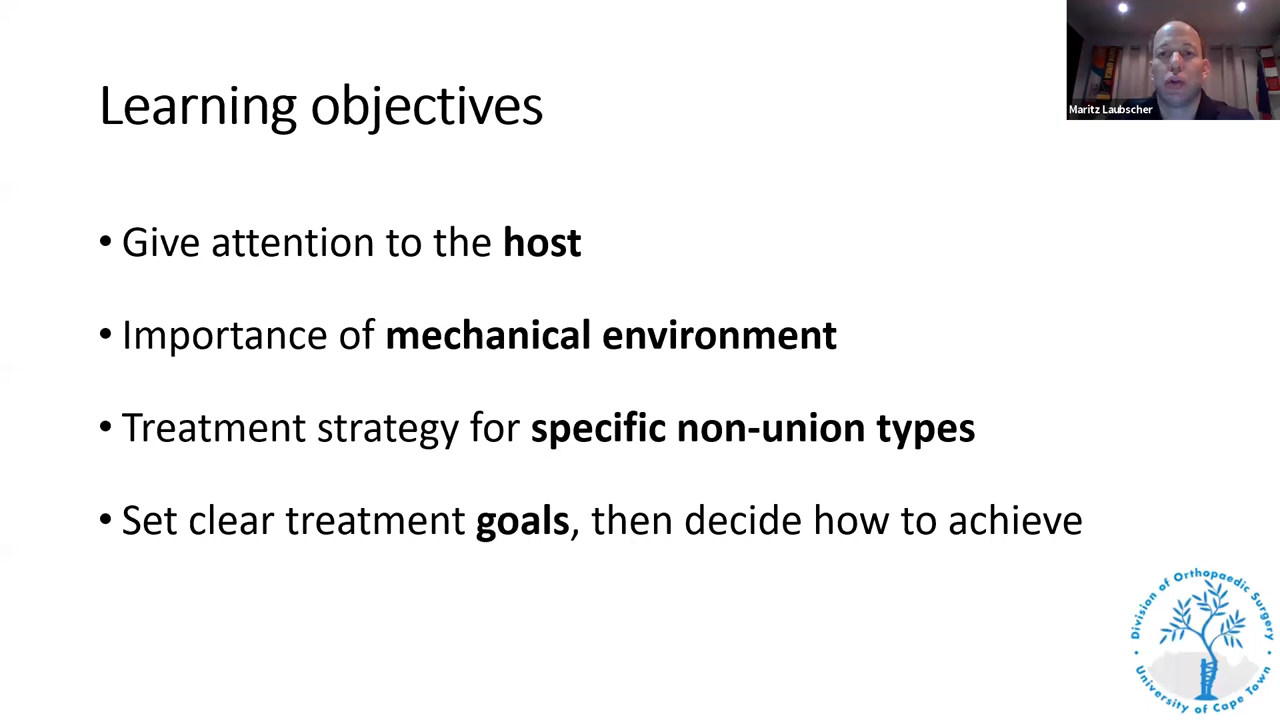 Learning objectives
Maritz Laubscher
• Give attention to the host
• Importance of mechanical environment
• Treatment strategy for specific non-union types
• Set clear treatment goals, then decide how to achieve
Division of Orthopaedic Surgery
• University of Cape Town •